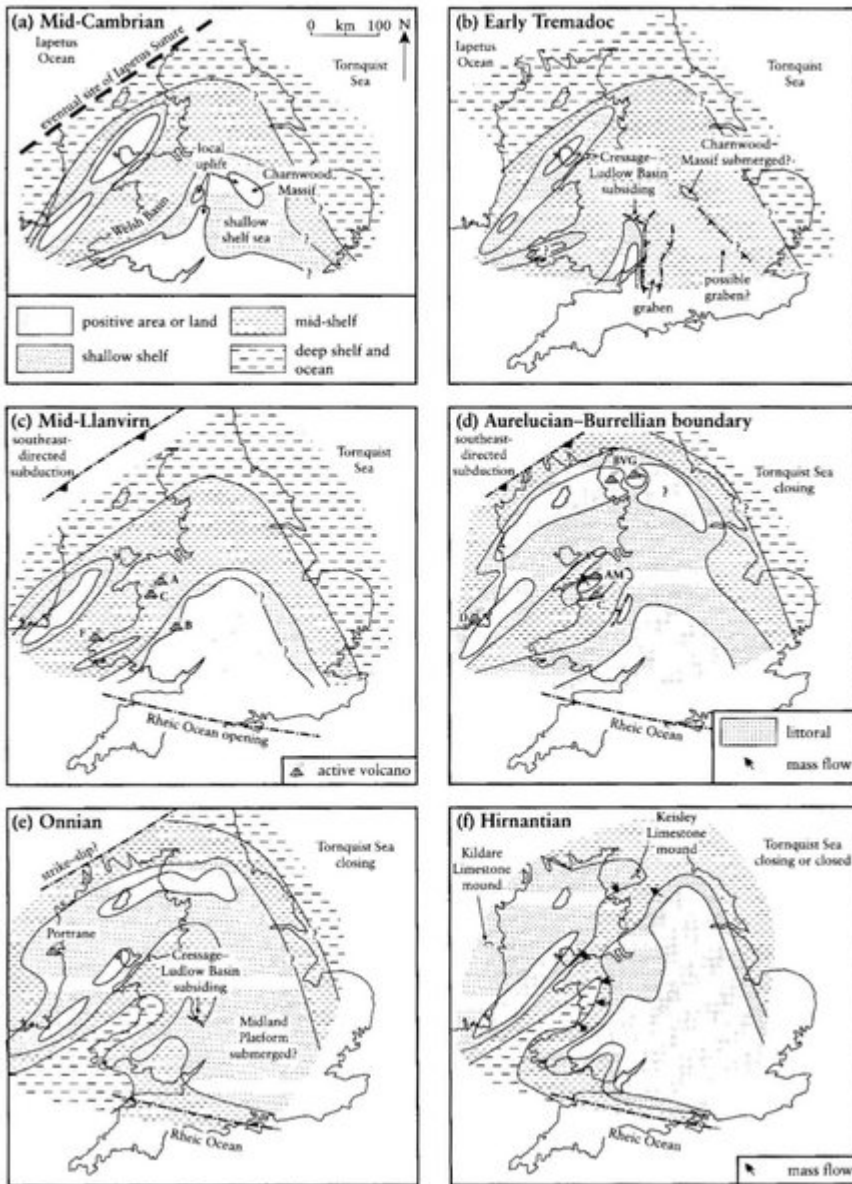 (a) Mid-Cambrian
0 km 100 N
Iapetus
Ocean
eventual site of Iapetus Suture
Tornquist
Sea
local
uplift
Charnwood
Massif
Welsh Basin
shallow
shelf sea
?
?
?
?
positive area or land
mid-shelf
shallow shelf
deep shelf and
ocean
(b) Early Tremadoc
Iapetus
Ocean
Tornquist
Sea
Charnwood-
Massif submerged?
Cressage-
Ludlow Basin
subsiding
?
?
possible
graben?
graben
(c) Mid-Llanvirn
southeast-
directed
subduction
Tornquist
Sea
A
C
F
B
?
?
Rheic Ocean opening
active volcano
(d) Aurelucian–Burrellian boundary
southeast-
directed
subduction
BVG
Tornquist Sea
closing
?
?
AM
C
D
Rheic Ocean
littoral
mass flow
(e) Onnian
strike-slip?
Tornquist Sea
closing
Portrane
Cressage-
Ludlow Basin
subsiding
Midland
Platform
submerged?
?
Rheic Ocean
(f) Hirnantian
Keisley
Limestone
mound
Kildare
Limestone
mound
Tornquist Sea
closing or closed
Rheic Ocean
mass flow